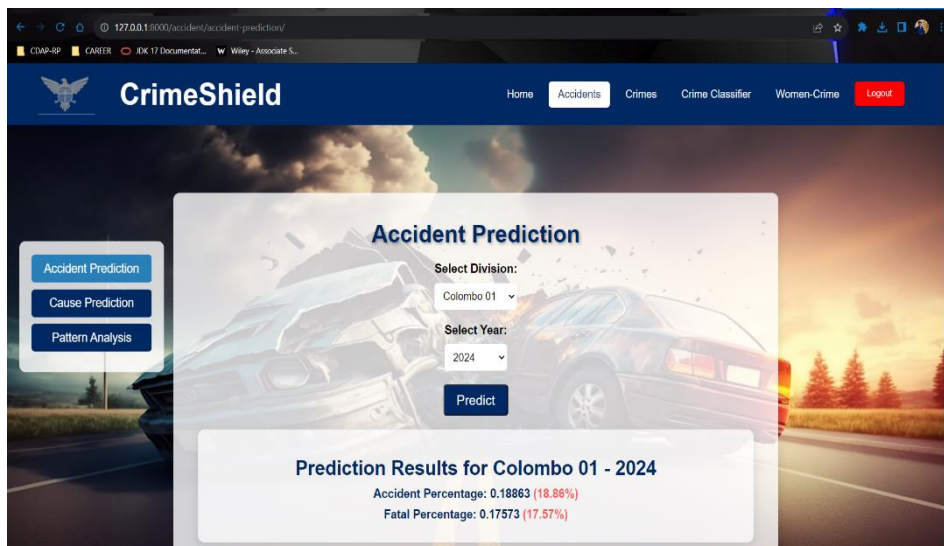 127.0.0.1:8000/accident/accident-prediction/
CDAP-RP CAREER JDK 17 Documentat... W Wiley - Associate S...
CrimeShield
Home Accidents Crimes Crime Classifier Women-Crime Logout
Accident Prediction
Select Division:
Colombo 01
Select Year:
2024
Predict
Accident Prediction
Cause Prediction
Pattern Analysis
Prediction Results for Colombo 01 - 2024
Accident Percentage: 0.18863 (18.86%)
Fatal Percentage: 0.17573 (17.57%)